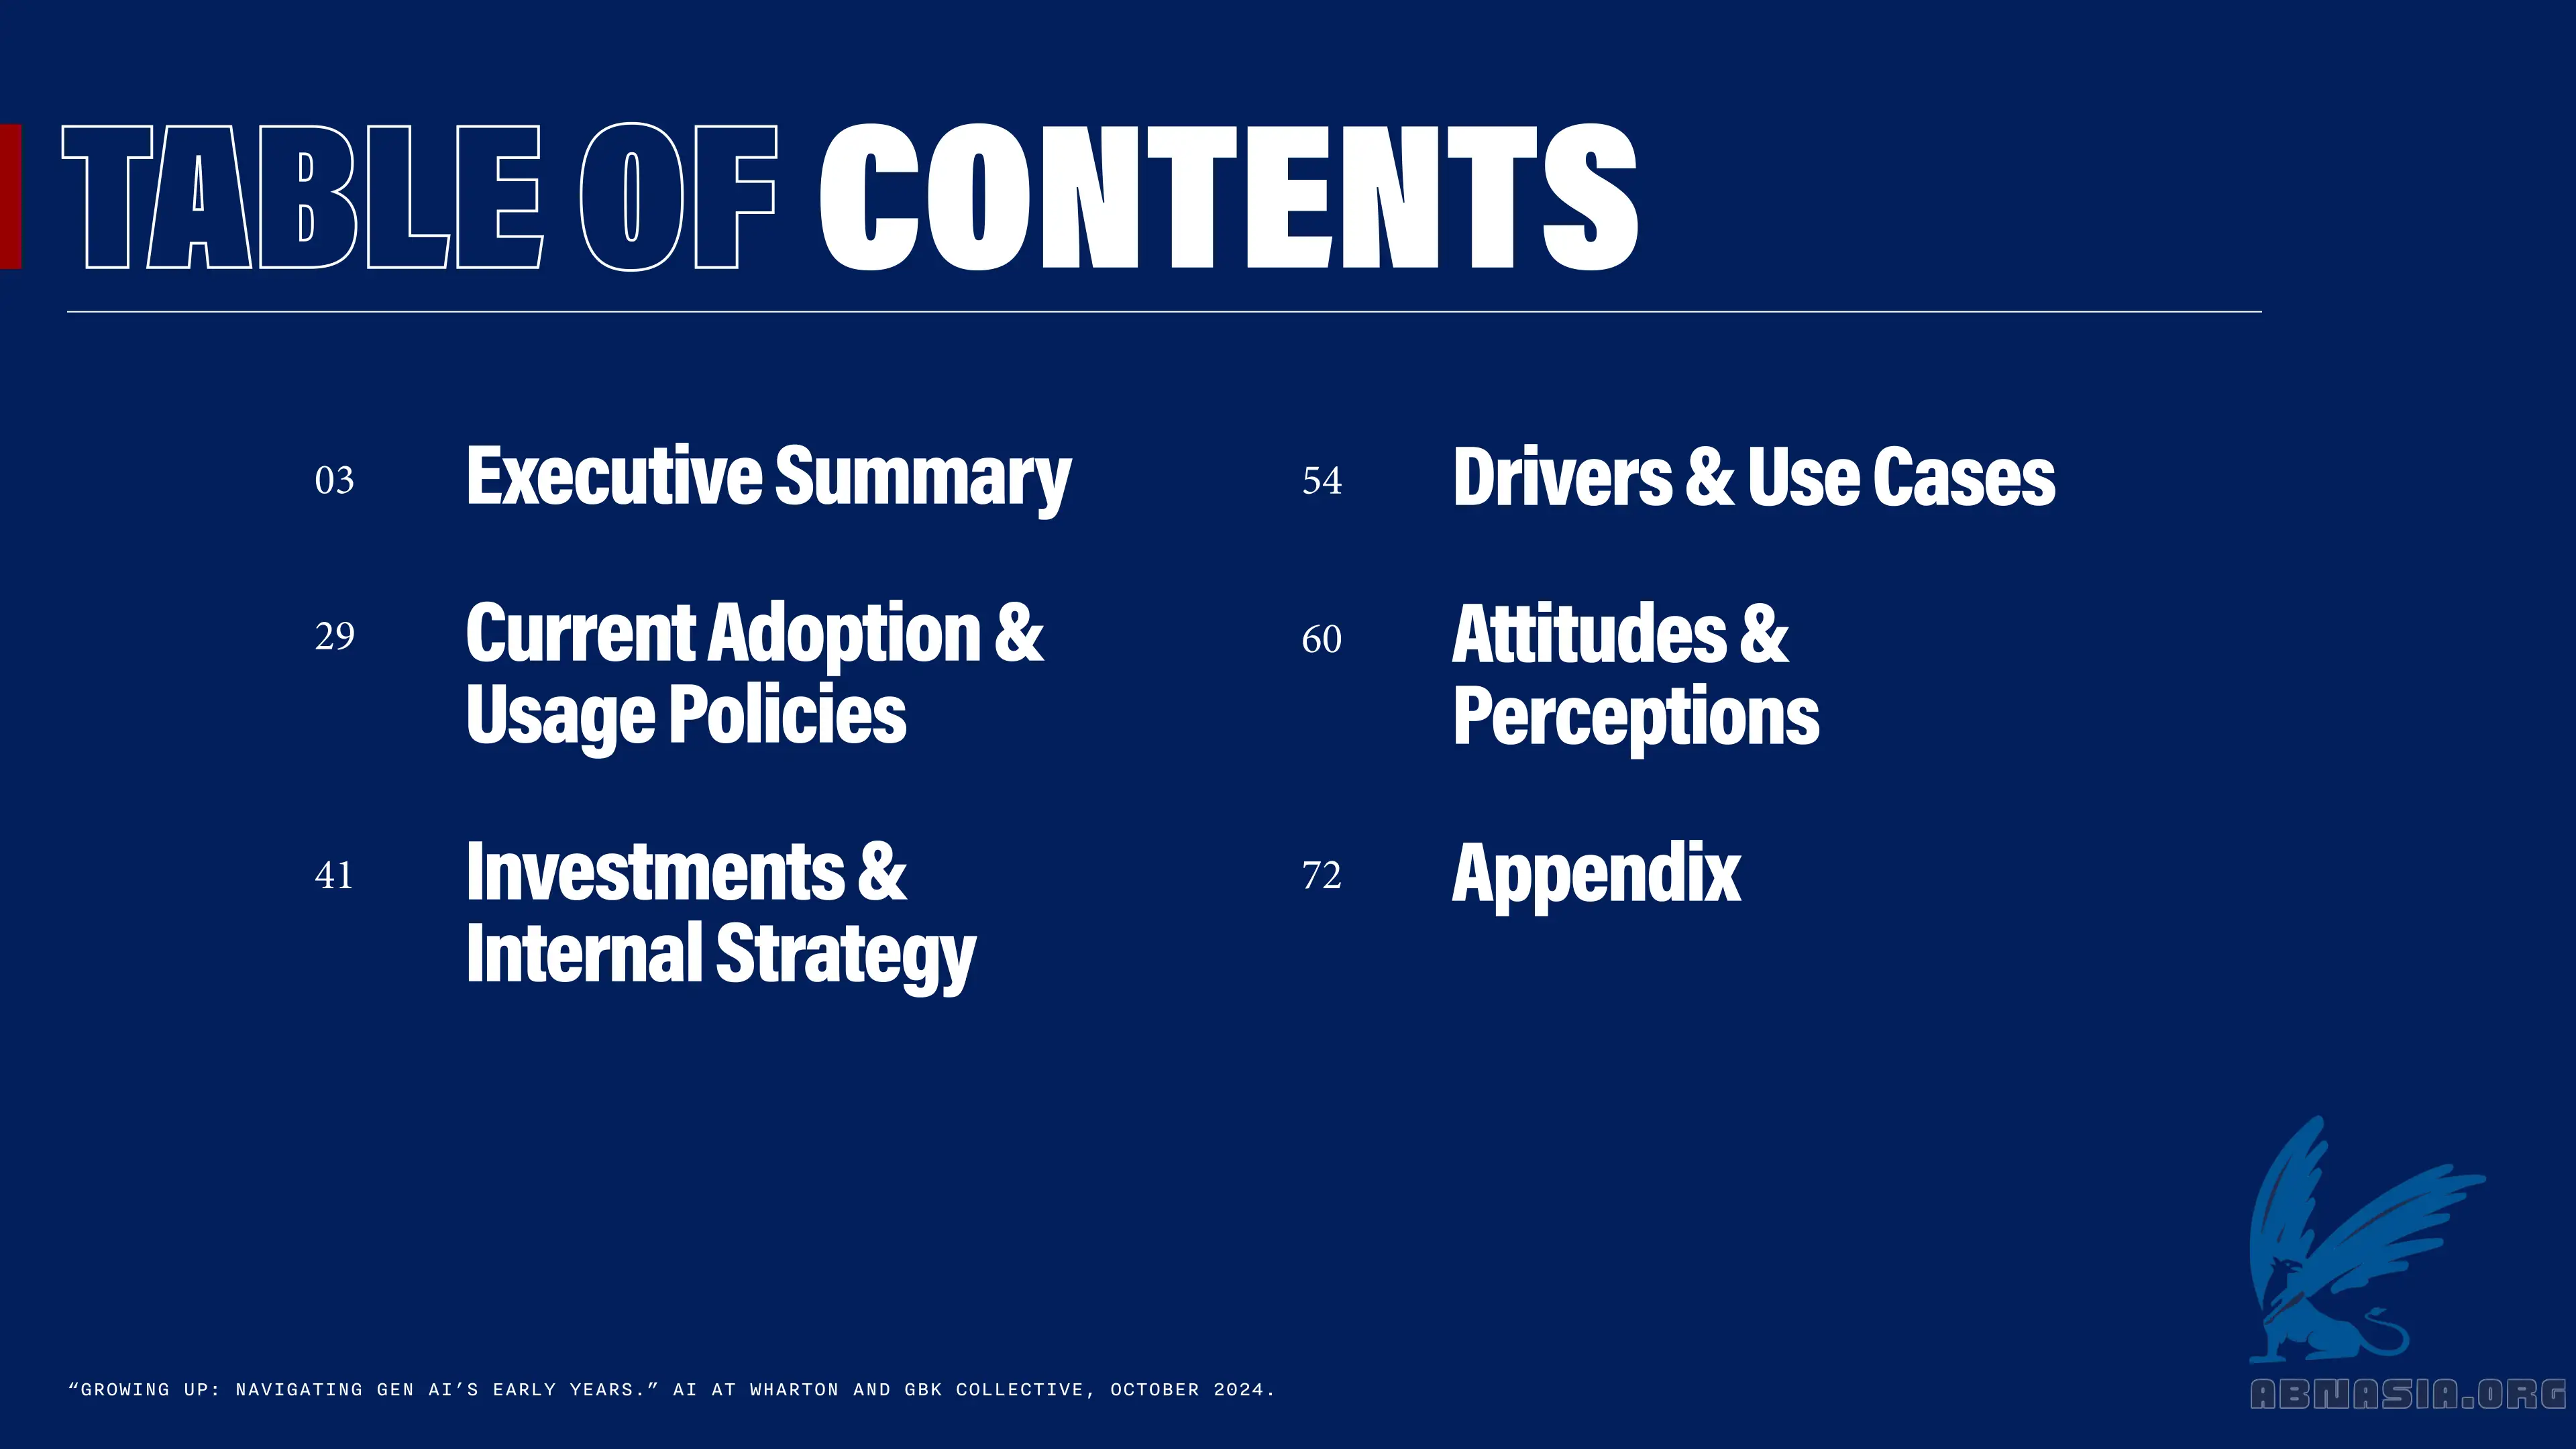 TABLE OF CONTENTS
03
Executive Summary
29
Current Adoption &
Usage Policies
41
Investments &
Internal Strategy
54
Drivers & Use Cases
60
Attitudes &
Perceptions
72
Appendix
“GROWING UP: NAVIGATING GEN AI’S EARLY YEARS.” AI AT WHARTON AND GBK COLLECTIVE, OCTOBER 2024.
ABNASIA.ORG